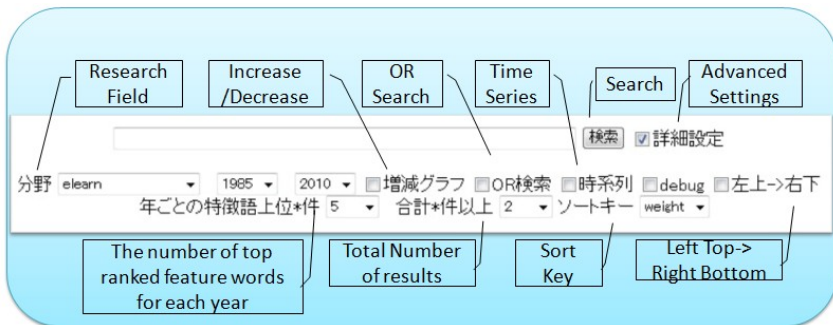 Research Field
Increase /Decrease
OR Search
Time Series
Search
Advanced Settings
検索 詳細設定
分野 elearn 1985 2010 増減グラフ OR検索 時系列 debug 左上->右下
年ごとの特徴語上位*件 5 合計*件以上 2 ソートキー weight
The number of top ranked feature words for each year
Total Number of results
Sort Key
Left Top-> Right Bottom